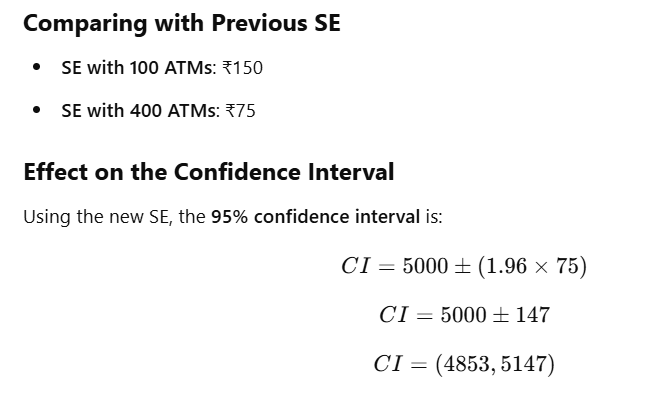 Comparing with Previous SE
• SE with 100 ATMs: ₹150
• SE with 400 ATMs: ₹75
Effect on the Confidence Interval
Using the new SE, the 95% confidence interval is:
CI = 5000 ± (1.96 × 75)
CI = 5000 ± 147
CI = (4853, 5147)